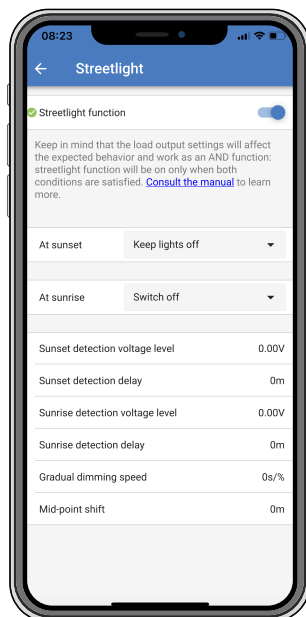 08:23
Streetlight
Streetlight function
Keep in mind that the load output settings will affect
the expected behavior and work as an AND function:
streetlight function will be on only when both
conditions are satisfied. Consult the manual to learn
more.
At sunset Keep lights off
At sunrise Switch off
Sunset detection voltage level 0.00V
Sunset detection delay 0m
Sunrise detection voltage level 0.00V
Sunrise detection delay 0m
Gradual dimming speed 0s/%
Mid-point shift 0m